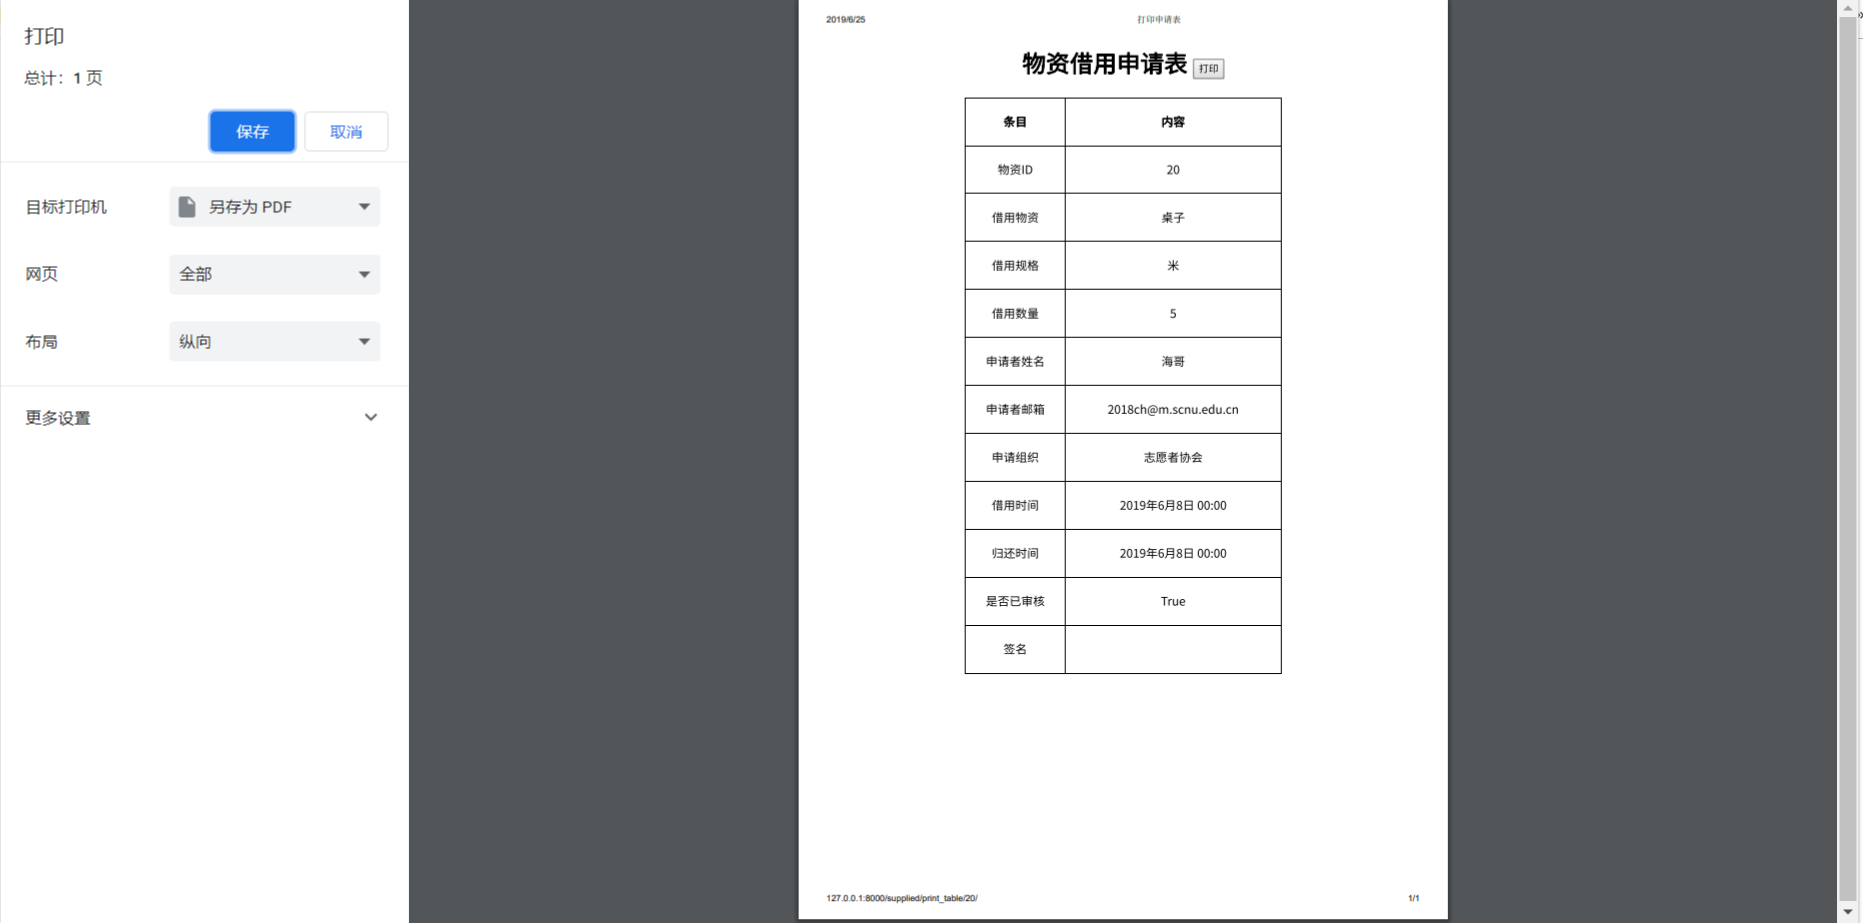 打印
总计：1 页
保存
取消
目标打印机
另存为 PDF
网页
全部
布局
纵向
更多设置
2019/6/25
打印申请表
物资借用申请表 打印
条目 内容
物资ID 20
借用物资 桌子
借用规格 米
借用数量 5
申请者姓名 海哥
申请者邮箱 2018ch@m.scnu.edu.cn
申请组织 志愿者协会
借用时间 2019年6月8日 00:00
归还时间 2019年6月8日 00:00
是否已审核 True
签名
127.0.0.1:8000/supplied/print_table/20/
1/1